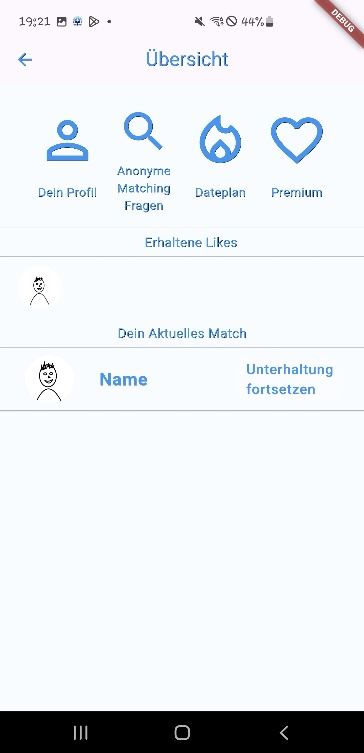 19:21
44%
DEBUG
Übersicht
Dein Profil
Anonyme
Matching
Fragen
Dateplan
Premium
Erhaltene Likes
Dein Aktuelles Match
Name
Unterhaltung
fortsetzen